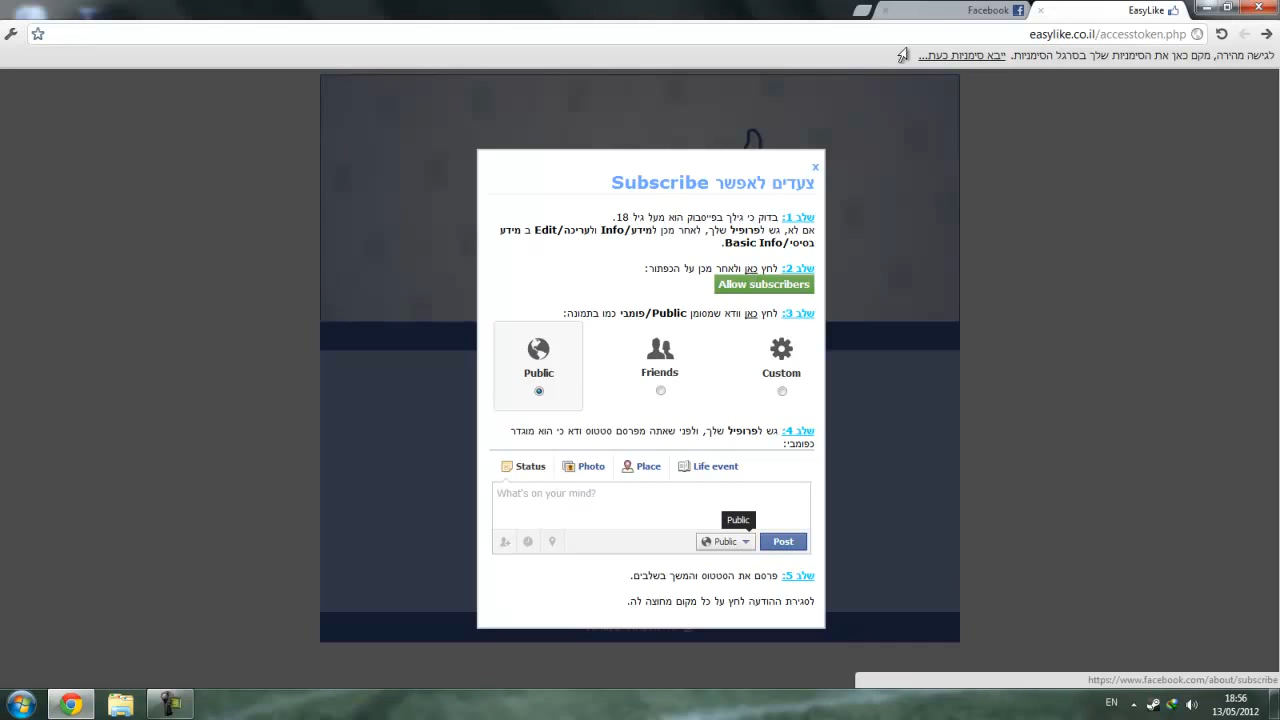 Facebook
EasyLike
easylike.co.il/accesstoken.php
לגישה מהירה, מקם כאן את הסימניות שלך בסרגל הסימניות. ייבא סימניות כעת...
x
צעדים לאפשר Subscribe
שלב 1: בדוק כי גילך בפייסבוק הוא מעל גיל 18.
אם לא, גש לפרופיל שלך, לאחר מכן למידע/Info ולעריכה/Edit ב מידע
בסיסי/Basic Info.
שלב 2: לחץ כאן ולאחר מכן על הכפתור:
Allow subscribers
שלב 3: לחץ כאן וודא שמסומן Public/פומבי כמו בתמונה:
Public
Friends
Custom
שלב 4: גש לפרופיל שלך, ולפני שאתה מפרסם סטטוס ודא כי הוא מוגדר
כפומבי:
Status
Photo
Place
Life event
What's on your mind?
Public
Public
Post
שלב 5: פרסם את הסטטוס והמשך בשלבים.
לסגירת ההודעה לחץ על כל מקום מחוצה לה.
https://www.facebook.com/about/subscribe
EN
18:56
13/05/2012